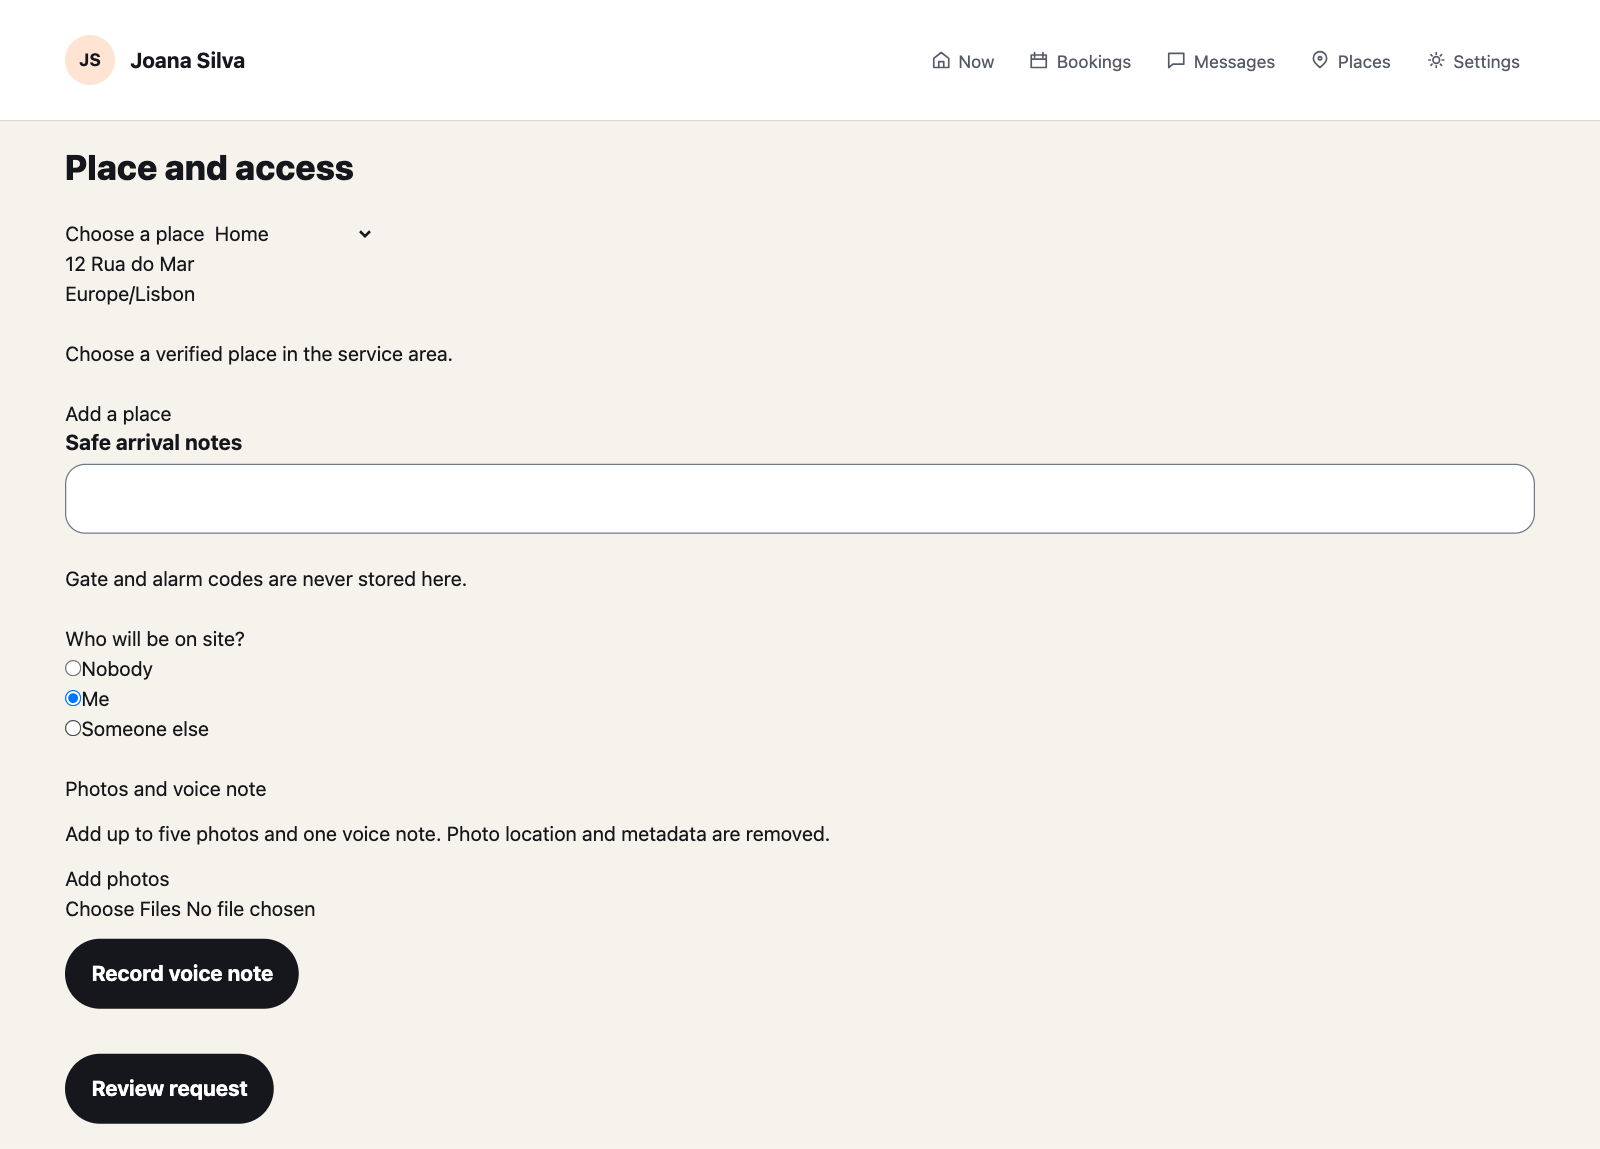 JS
Joana Silva
Now
Bookings
Messages
Places
Settings
Place and access
Choose a place Home
12 Rua do Mar
Europe/Lisbon
Choose a verified place in the service area.
Add a place
Safe arrival notes
Gate and alarm codes are never stored here.
Who will be on site?
Nobody
Me
Someone else
Photos and voice note
Add up to five photos and one voice note. Photo location and metadata are removed.
Add photos
Choose Files No file chosen
Record voice note
Review request